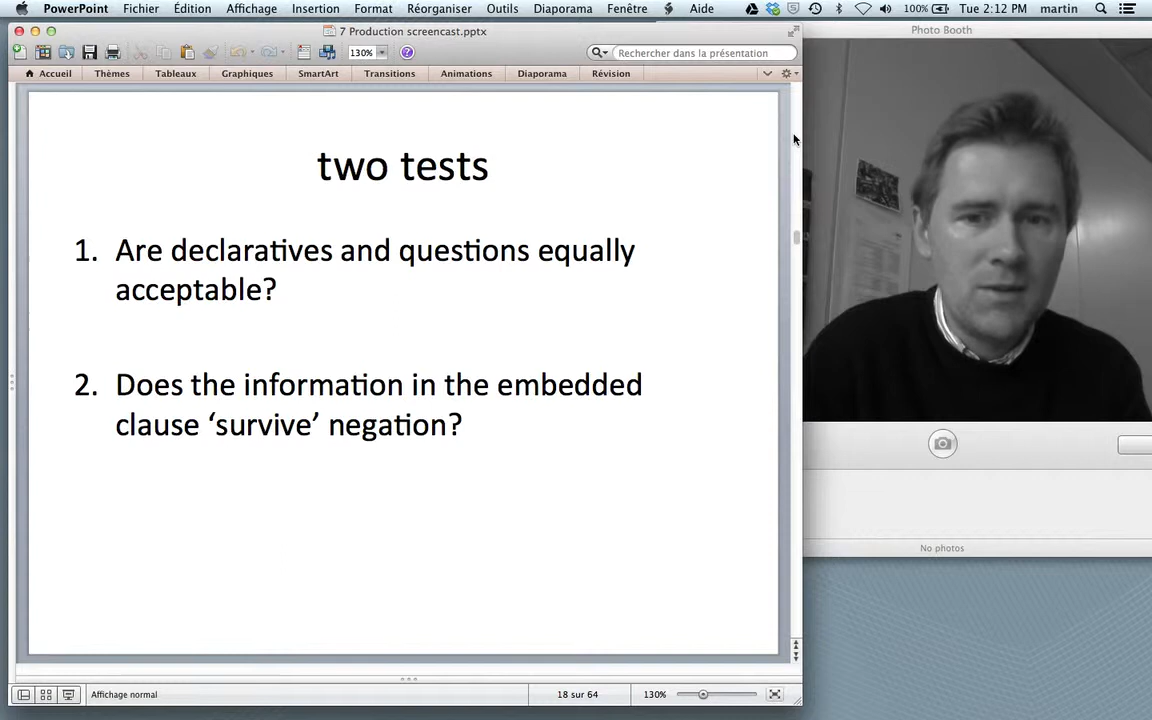 PowerPoint Fichier Édition Affichage Insertion Format Réorganiser Outils Diaporama Fenêtre Aide 100% Tue 2:12 PM martin
7 Production screencast.pptx
Photo Booth
130%
Rechercher dans la présentation
Accueil Thèmes Tableaux Graphiques SmartArt Transitions Animations Diaporama Révision
two tests
1. Are declaratives and questions equally
acceptable?
2. Does the information in the embedded
clause ‘survive’ negation?
No photos
Affichage normal 18 sur 64 130%